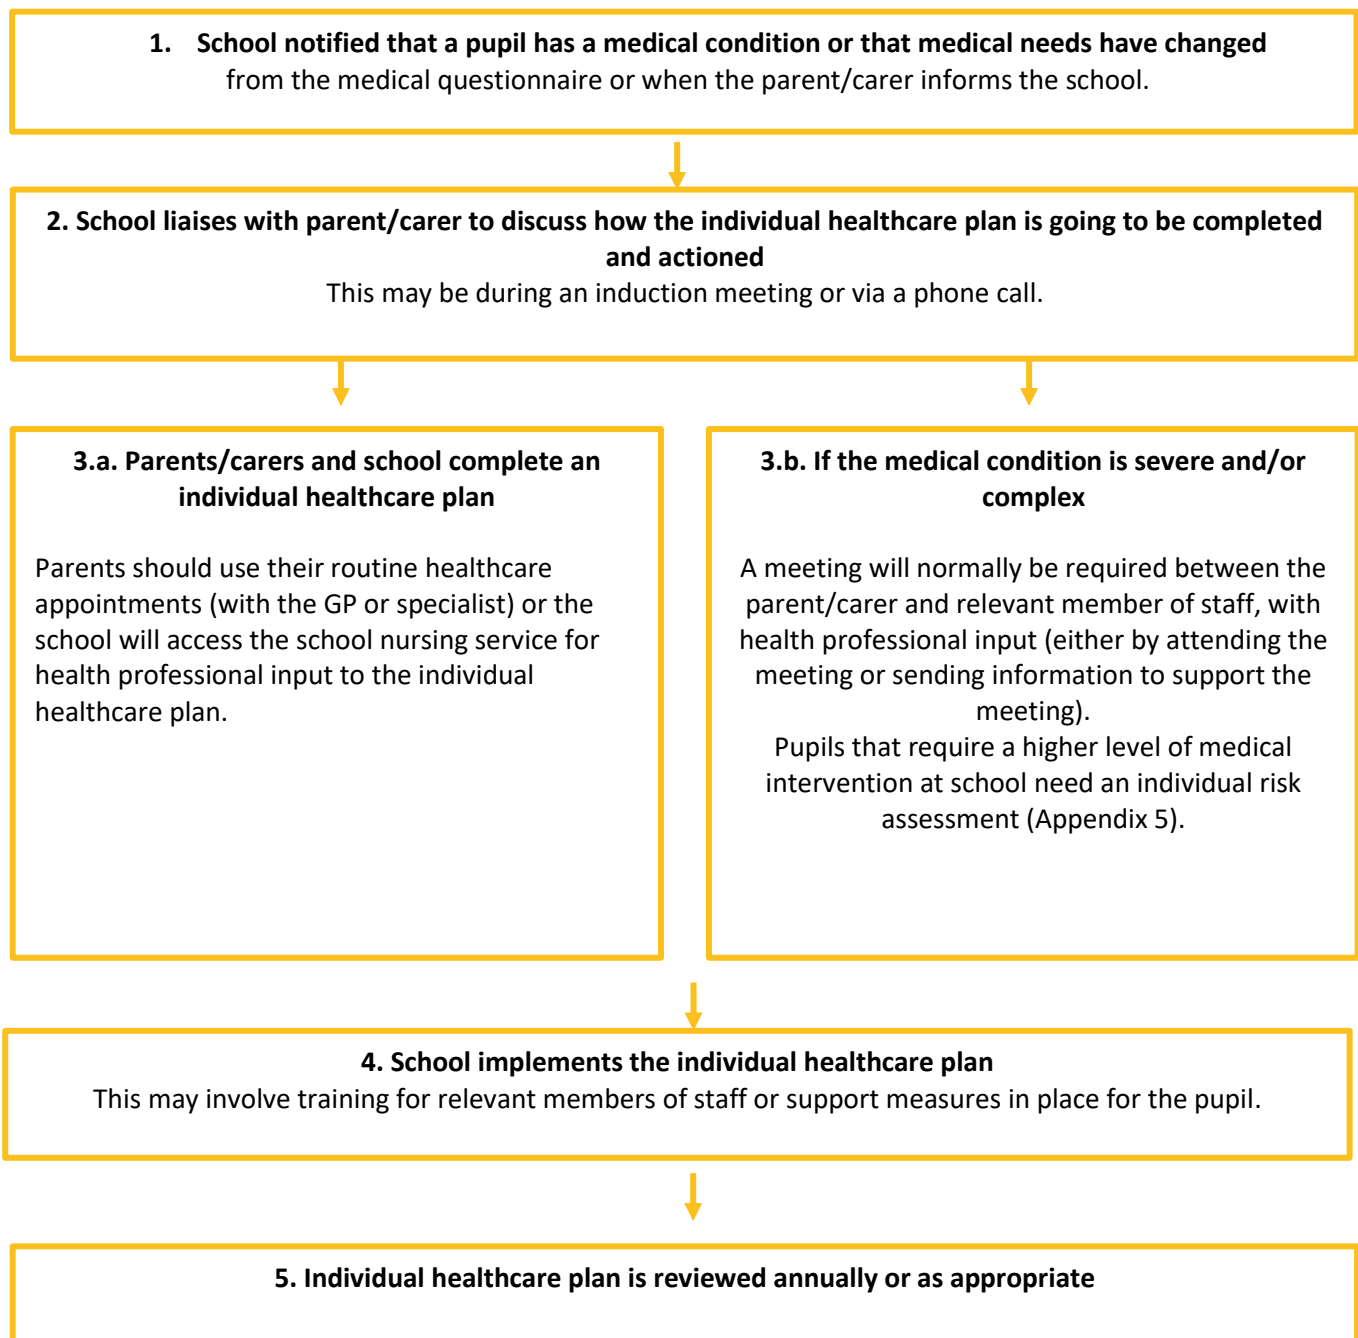 1. School notified that a pupil has a medical condition or that medical needs have changed
from the medical questionnaire or when the parent/carer informs the school.
2. School liaises with parent/carer to discuss how the individual healthcare plan is going to be completed
and actioned
This may be during an induction meeting or via a phone call.
3.a. Parents/carers and school complete an
individual healthcare plan
Parents should use their routine healthcare
appointments (with the GP or specialist) or the
school will access the school nursing service for
health professional input to the individual
healthcare plan.
3.b. If the medical condition is severe and/or
complex
A meeting will normally be required between the
parent/carer and relevant member of staff, with
health professional input (either by attending the
meeting or sending information to support the
meeting).
Pupils that require a higher level of medical
intervention at school need an individual risk
assessment (Appendix 5).
4. School implements the individual healthcare plan
This may involve training for relevant members of staff or support measures in place for the pupil.
5. Individual healthcare plan is reviewed annually or as appropriate